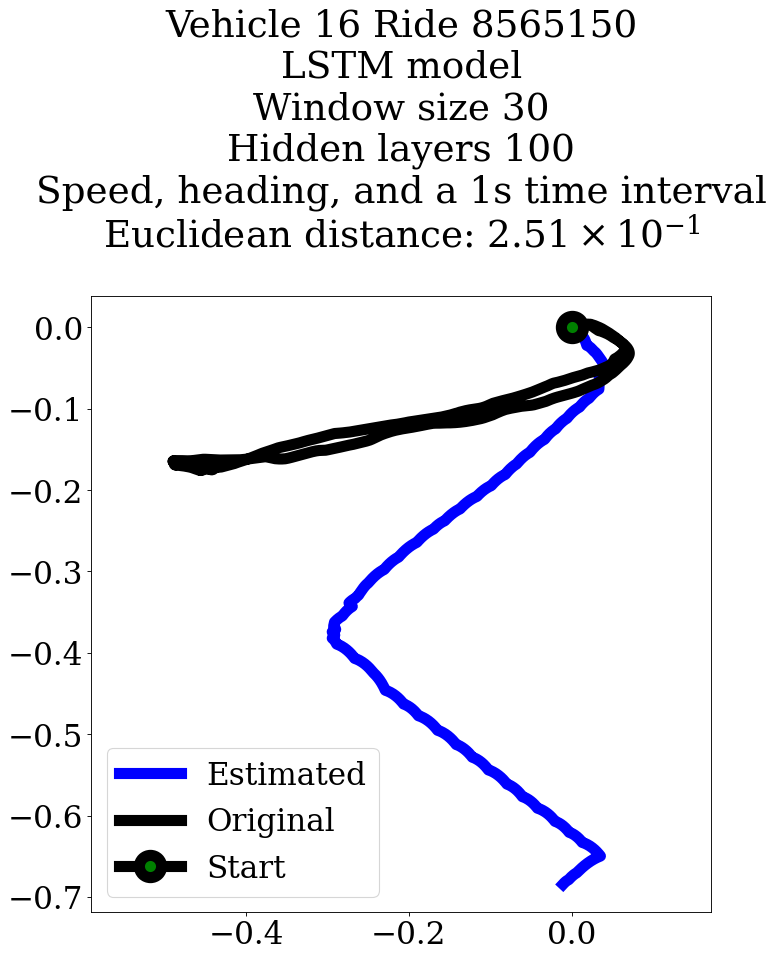 Vehicle 16 Ride 8565150
LSTM model
Window size 30
Hidden layers 100
Speed, heading, and a 1s time interval
Euclidean distance: 2.51 × 10⁻¹
0.0
−0.1
−0.2
−0.3
−0.4
−0.5
−0.6
−0.7
Estimated
Original
Start
−0.4 −0.2 0.0